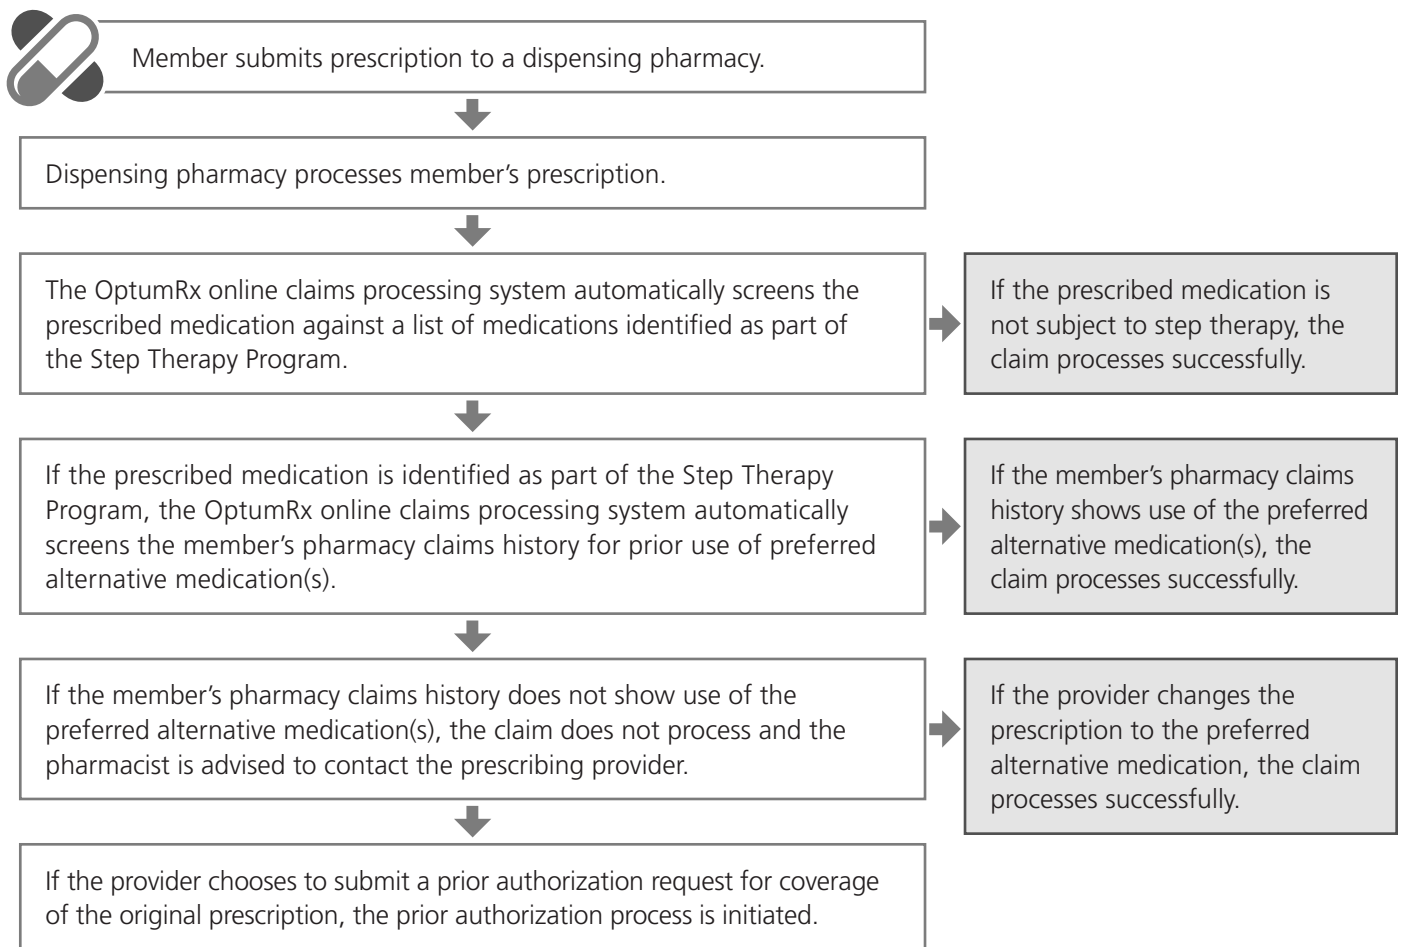 Member submits prescription to a dispensing pharmacy.
Dispensing pharmacy processes member’s prescription.
The OptumRx online claims processing system automatically screens the
prescribed medication against a list of medications identified as part of
the Step Therapy Program.
If the prescribed medication is
not subject to step therapy, the
claim processes successfully.
If the prescribed medication is identified as part of the Step Therapy
Program, the OptumRx online claims processing system automatically
screens the member’s pharmacy claims history for prior use of preferred
alternative medication(s).
If the member’s pharmacy claims
history shows use of the preferred
alternative medication(s), the
claim processes successfully.
If the member’s pharmacy claims history does not show use of the
preferred alternative medication(s), the claim does not process and the
pharmacist is advised to contact the prescribing provider.
If the provider changes the
prescription to the preferred
alternative medication, the claim
processes successfully.
If the provider chooses to submit a prior authorization request for coverage
of the original prescription, the prior authorization process is initiated.